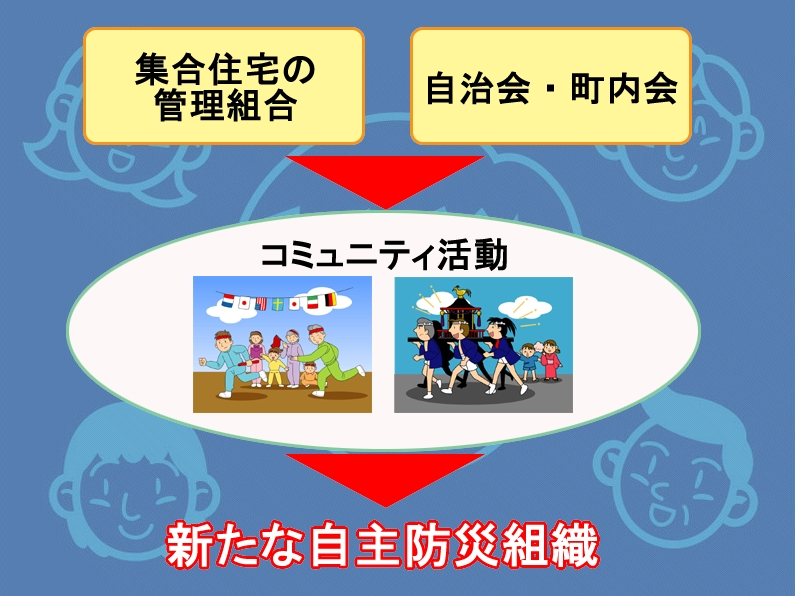 集合住宅の
管理組合
自治会・町内会
コミュニティ活動
新たな自主防災組織